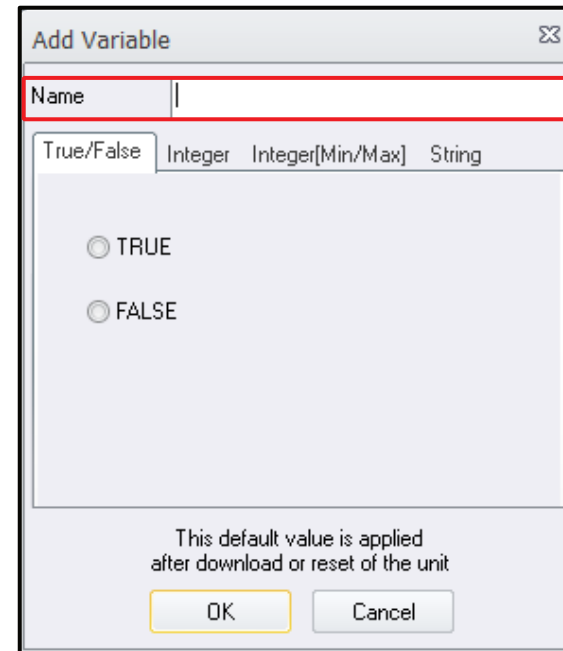 Add Variable
Name
True/False Integer Integer[Min/Max] String
TRUE
FALSE
This default value is applied
after download or reset of the unit
OK Cancel